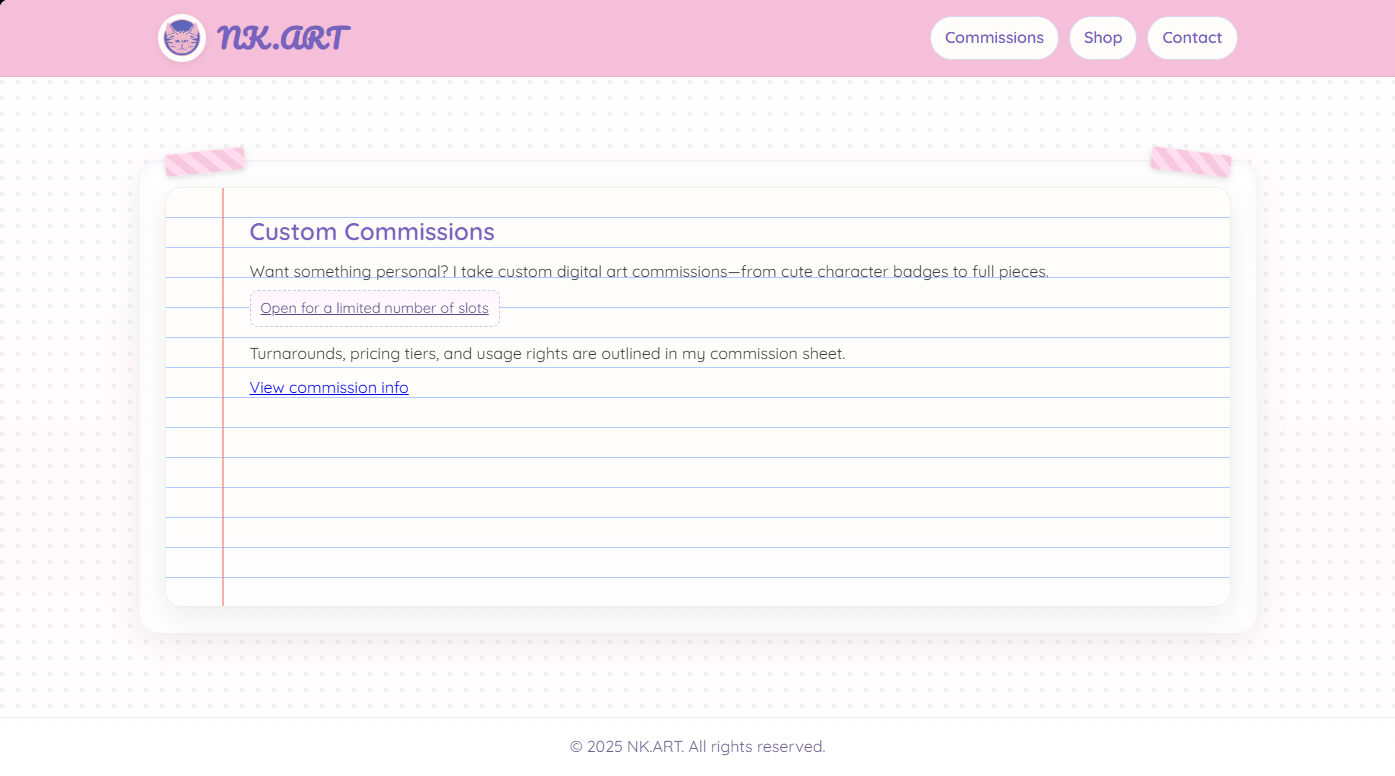 NK.ART
Commissions
Shop
Contact
Custom Commissions
Want something personal? I take custom digital art commissions—from cute character badges to full pieces.
Open for a limited number of slots
Turnarounds, pricing tiers, and usage rights are outlined in my commission sheet.
View commission info
© 2025 NK.ART. All rights reserved.